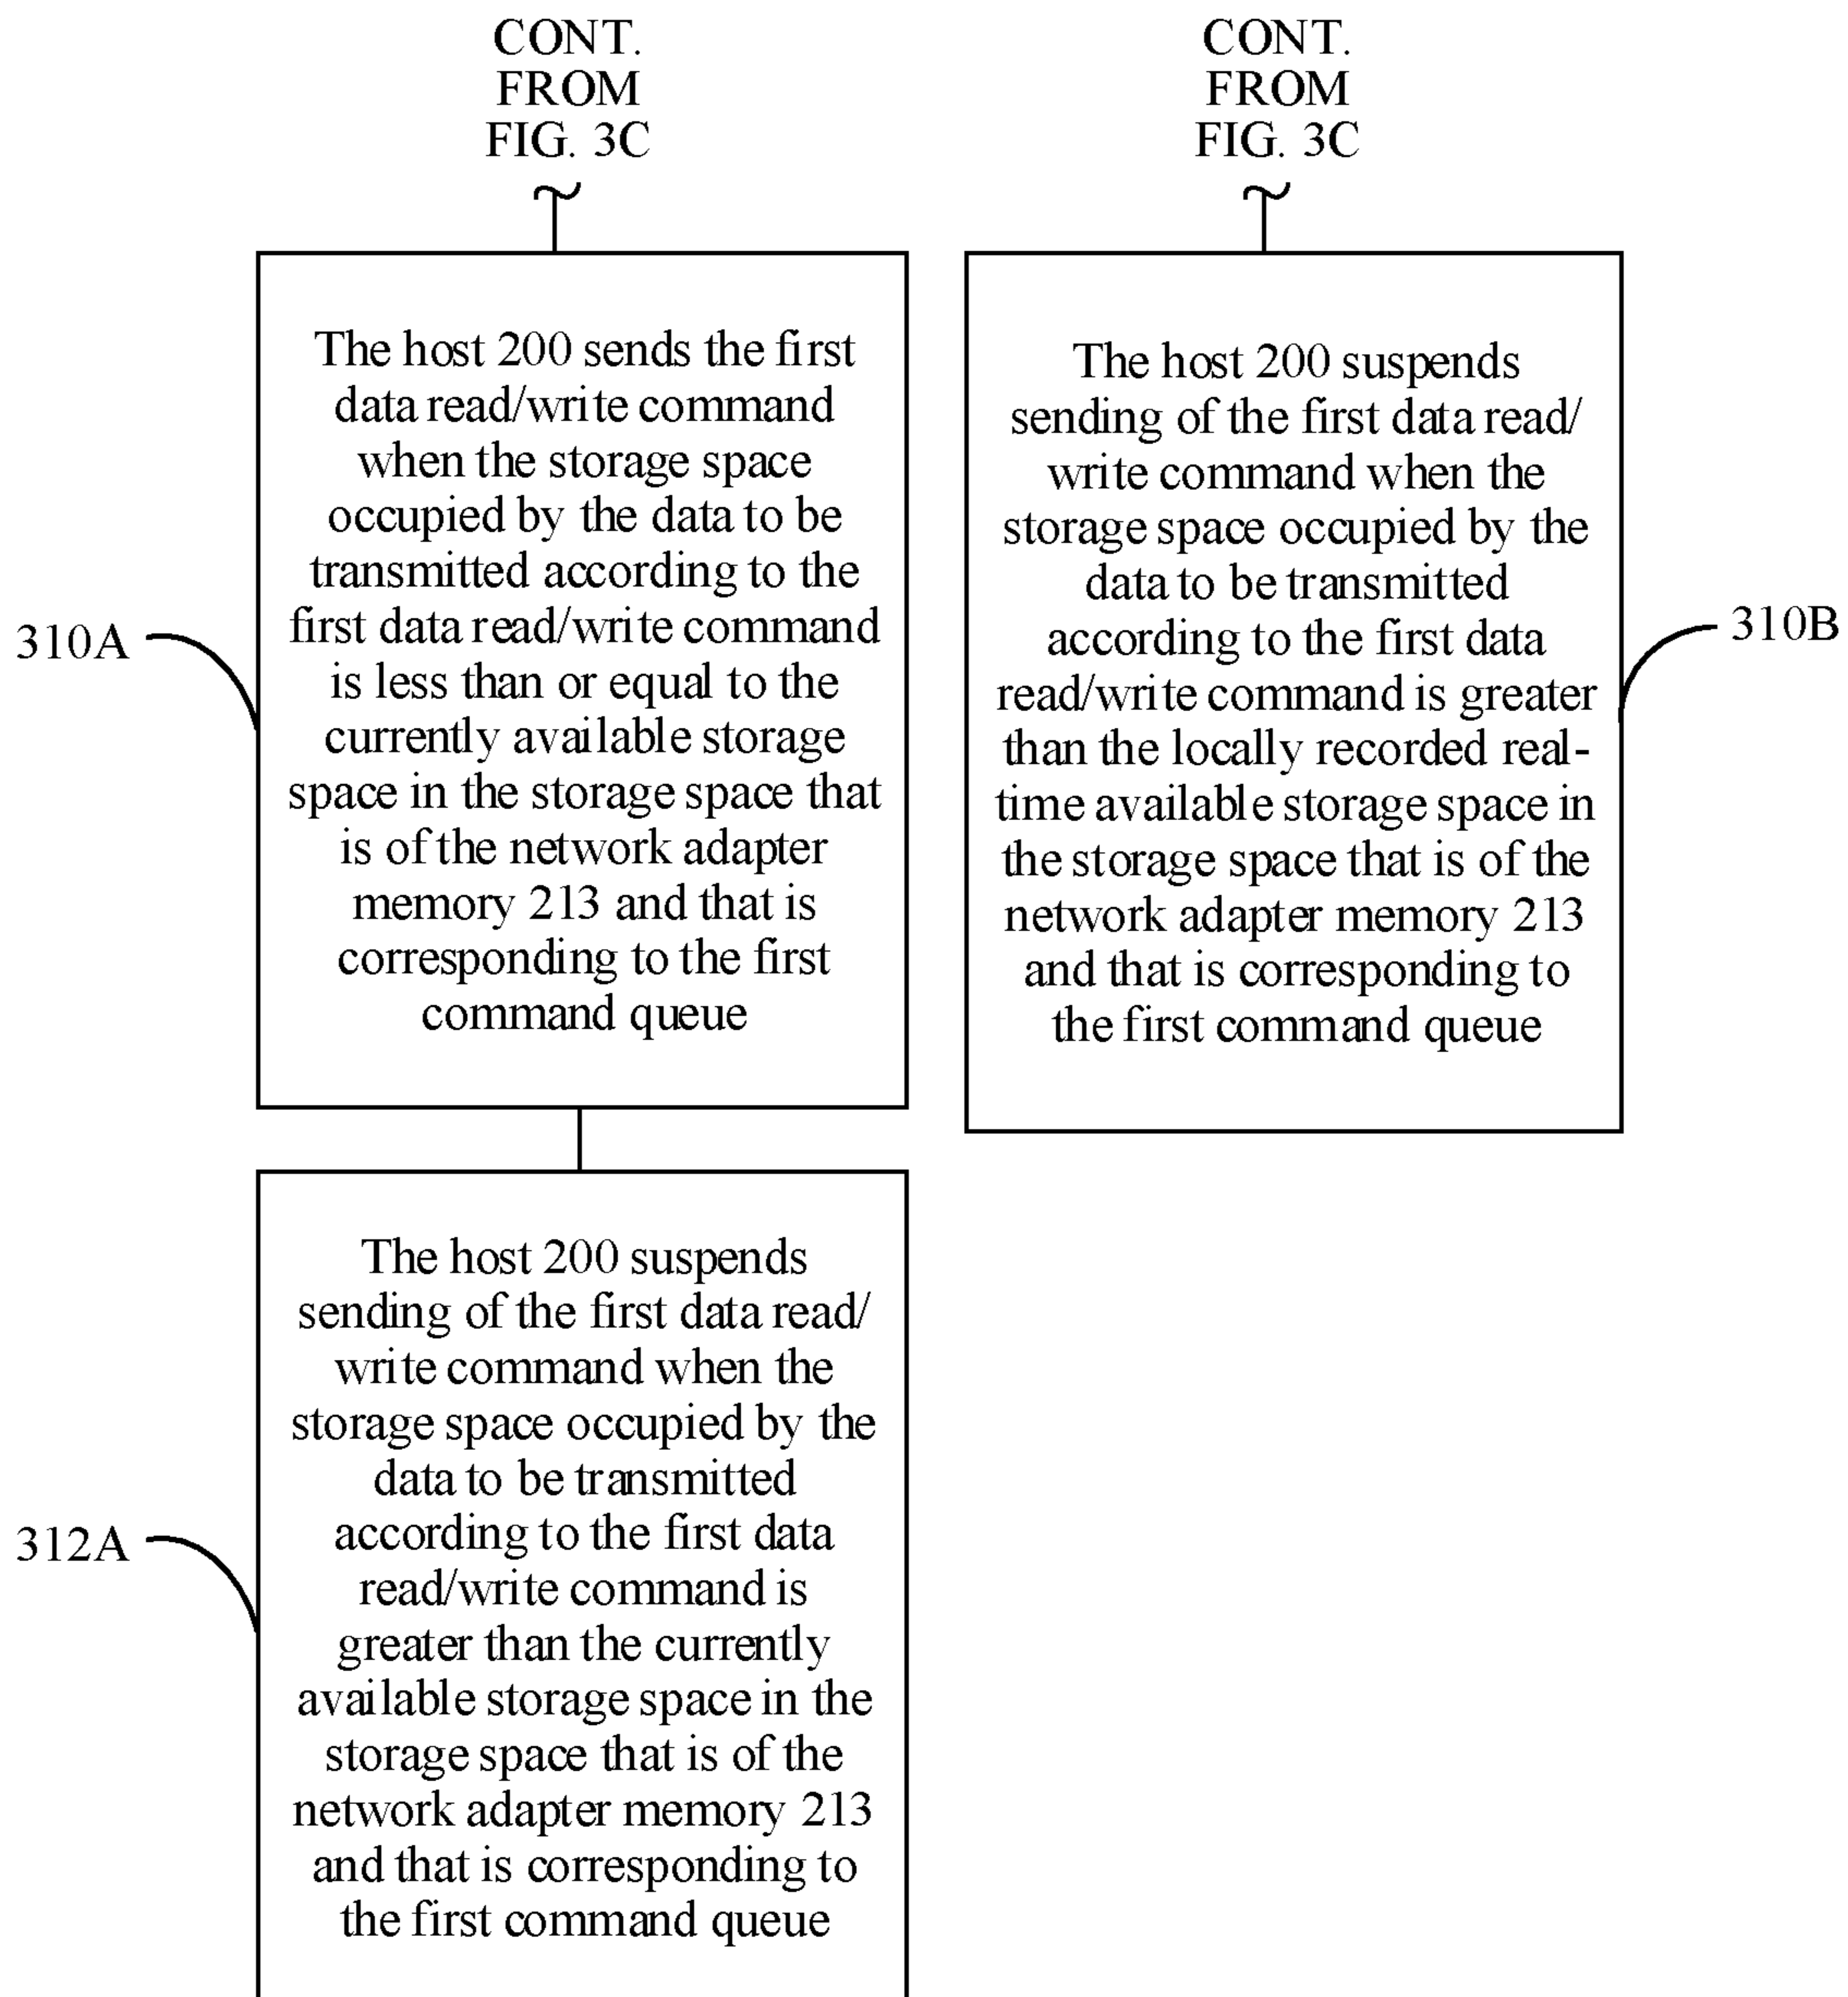 CONT.
FROM
FIG. 3C
The host 200 sends the first
data read/write command
when the storage space
occupied by the data to be
transmitted according to the
first data read/write command
is less than or equal to the
currently available storage
space in the storage space that
is of the network adapter
memory 213 and that is
corresponding to the first
command queue
310A
The host 200 suspends
sending of the first data read/
write command when the
storage space occupied by the
data to be transmitted
according to the first data
read/write command is
greater than the currently
available storage space in the
storage space that is of the
network adapter memory 213
and that is corresponding to
the first command queue
312A
CONT.
FROM
FIG. 3C
The host 200 suspends
sending of the first data read/
write command when the
storage space occupied by the
data to be transmitted
according to the first data
read/write command is greater
than the locally recorded real-
time available storage space in
the storage space that is of the
network adapter memory 213
and that is corresponding to
the first command queue
310B